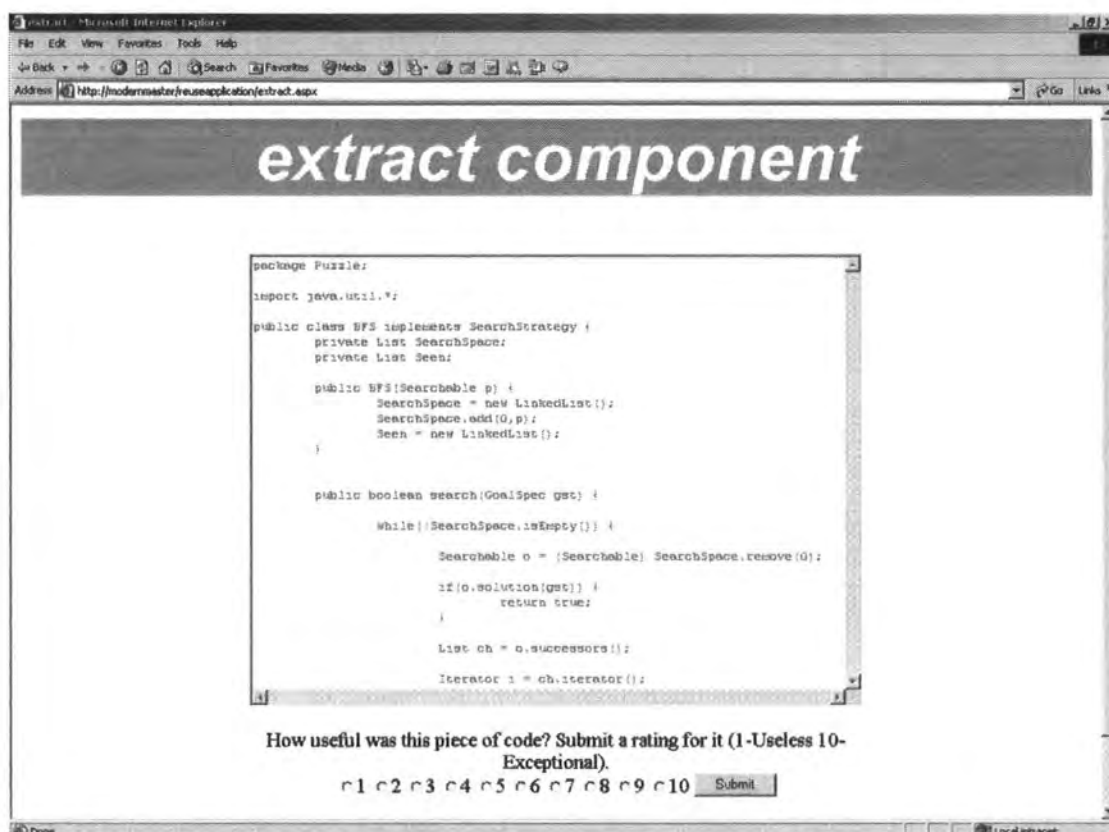 extract - Microsoft Internet Explorer
File Edit View Favorites Tools Help
Back Search Favorites Media
Address http://modernmaster/reuseapplication/extract.aspx Go Links
extract component
package Puzzle;
import java.util.*;
public class BFS implements SearchStrategy {
private List SearchSpace;
private List Seen;
public BFS(Searchable p) {
SearchSpace = new LinkedList();
SearchSpace.add(0,p);
Seen = new LinkedList();
}
public boolean search(GoalSpec gst) {
while(!SearchSpace.isEmpty()) {
Searchable o = (Searchable) SearchSpace.remove(0);
if(o.solution(gst)) {
return true;
}
List ch = o.successors();
Iterator i = ch.iterator();
How useful was this piece of code? Submit a rating for it (1-Useless 10-
Exceptional).
1 2 3 4 5 6 7 8 9 10 Submit
Done Local intranet